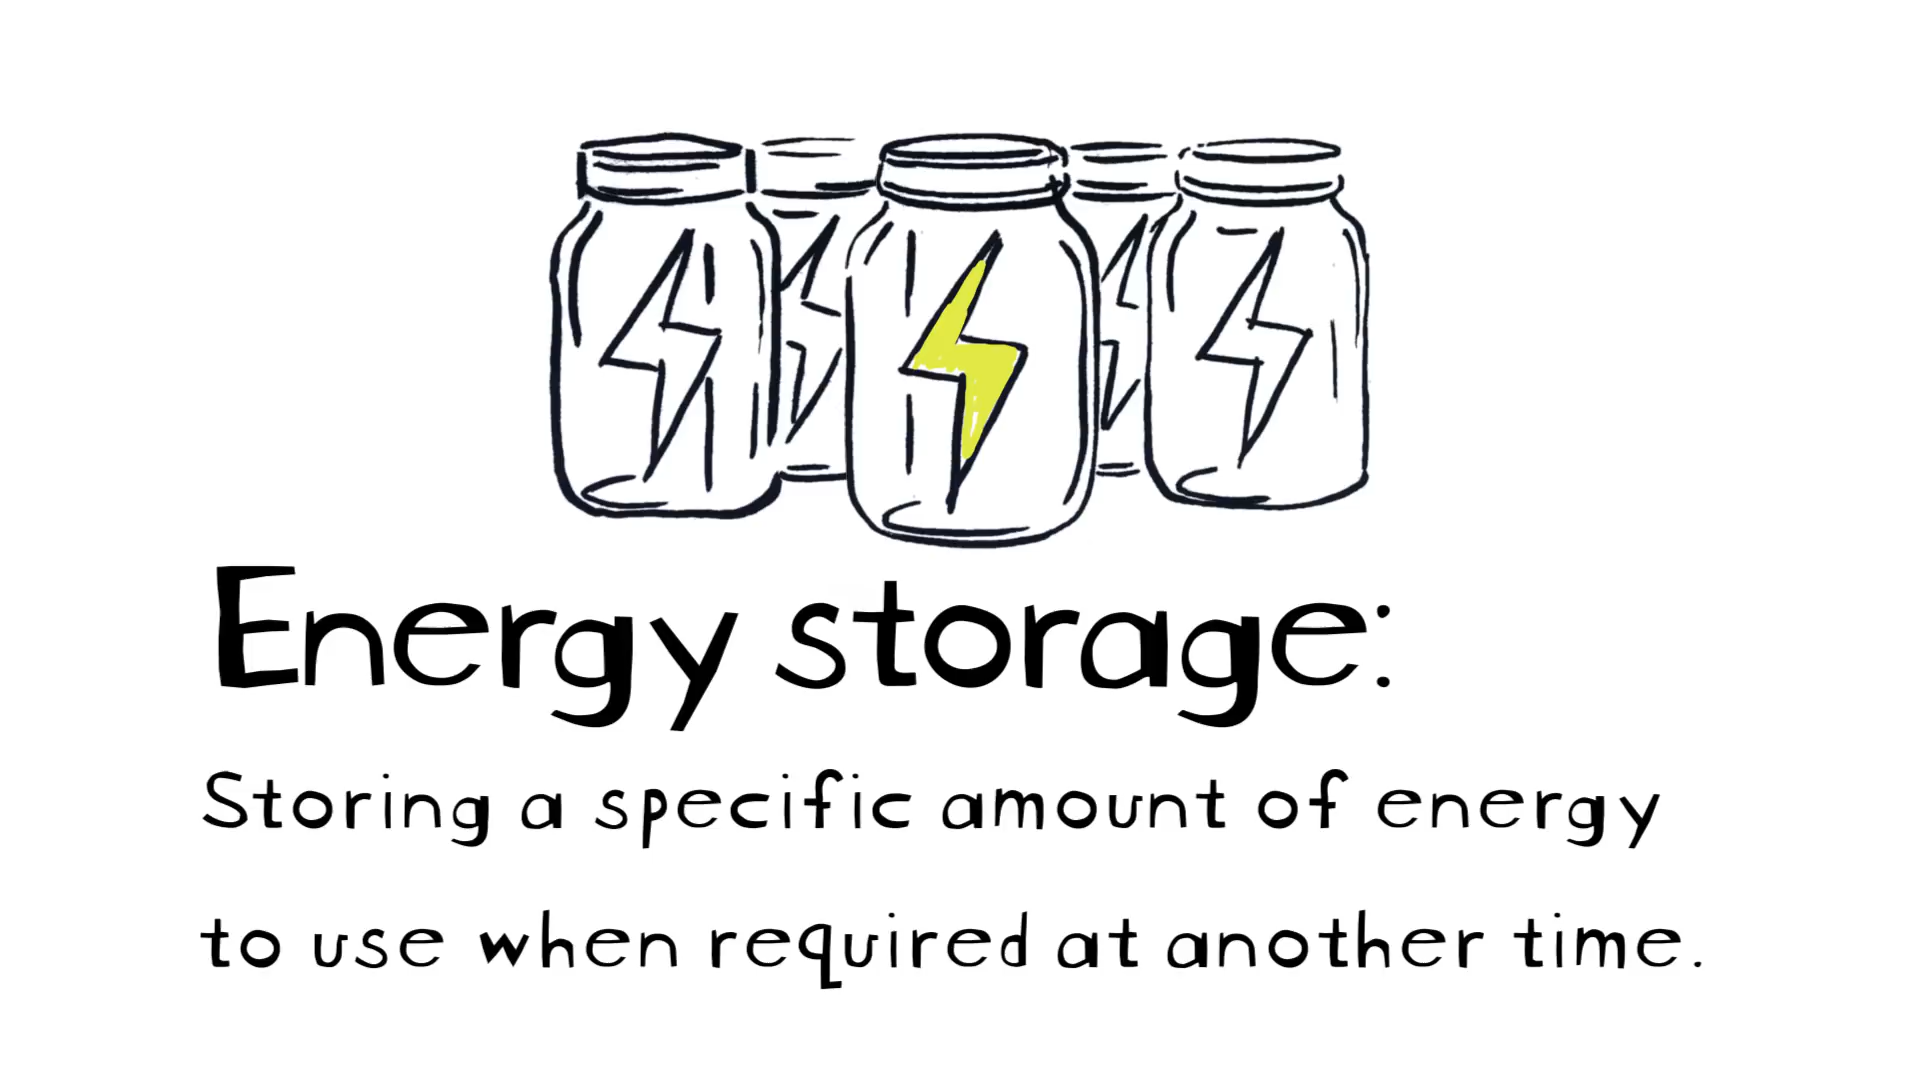 Energy storage:
Storing a specific amount of energy
to use when required at another time.